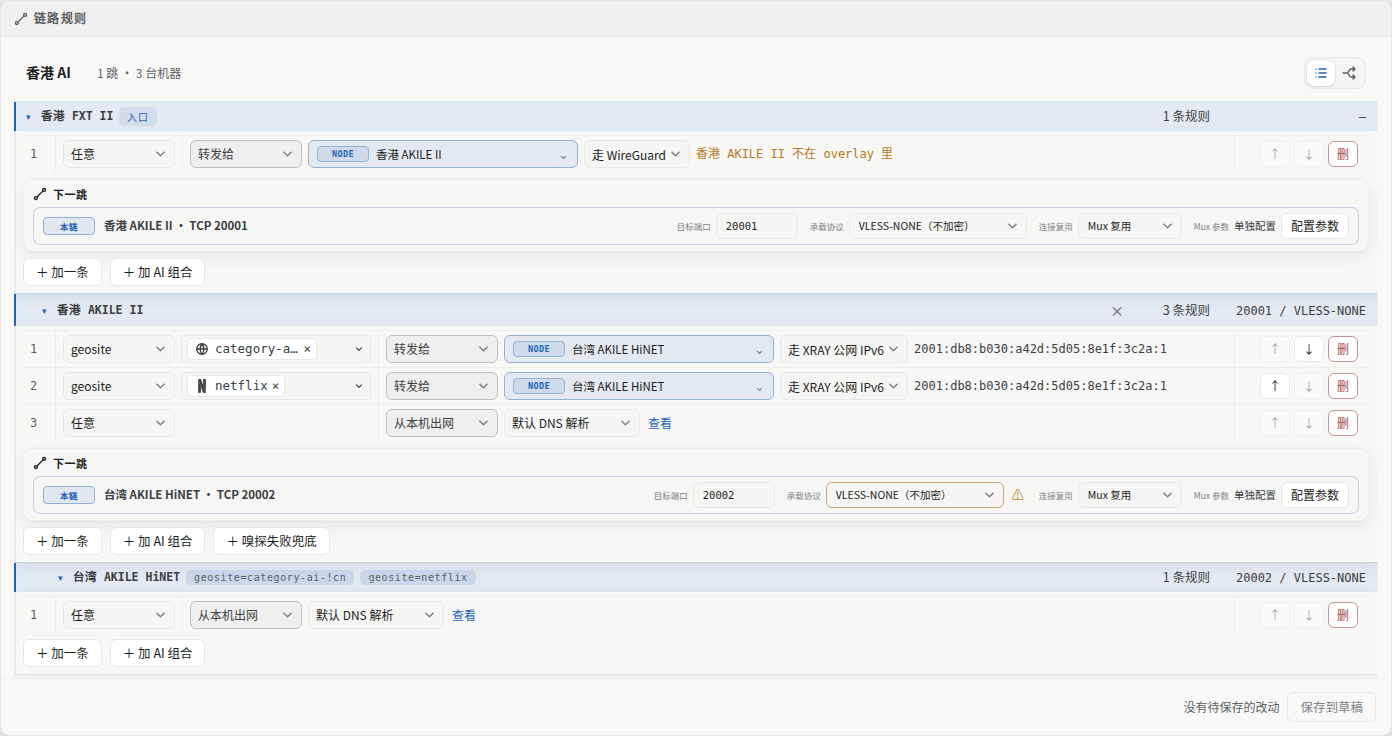 链路规则
香港 AI 1 跳 · 3 台机器
▾ 香港 FXT II 入口 1 条规则 —
1 任意 转发给 NODE 香港 AKILE II 走 WireGuard 香港 AKILE II 不在 overlay 里 ↑ ↓ 删
下一跳
本链 香港 AKILE II · TCP 20001 目标端口 20001 承载协议 VLESS-NONE（不加密） 连接复用 Mux 复用 Mux 参数 单独配置 配置参数
+ 加一条 + 加 AI 组合
▾ 香港 AKILE II × 3 条规则 20001 / VLESS-NONE
1 geosite category-a… × 转发给 NODE 台湾 AKILE HiNET 走 XRAY 公网 IPv6 2001:db8:b030:a42d:5d05:8e1f:3c2a:1 ↑ ↓ 删
2 geosite netflix × 转发给 NODE 台湾 AKILE HiNET 走 XRAY 公网 IPv6 2001:db8:b030:a42d:5d05:8e1f:3c2a:1 ↑ ↓ 删
3 任意 从本机出网 默认 DNS 解析 查看 ↑ ↓ 删
下一跳
本链 台湾 AKILE HiNET · TCP 20002 目标端口 20002 承载协议 VLESS-NONE（不加密） 连接复用 Mux 复用 Mux 参数 单独配置 配置参数
+ 加一条 + 加 AI 组合 + 嗅探失败兜底
▾ 台湾 AKILE HiNET geosite=category-ai-!cn geosite=netflix 1 条规则 20002 / VLESS-NONE
1 任意 从本机出网 默认 DNS 解析 查看 ↑ ↓ 删
+ 加一条 + 加 AI 组合
没有待保存的改动 保存到草稿